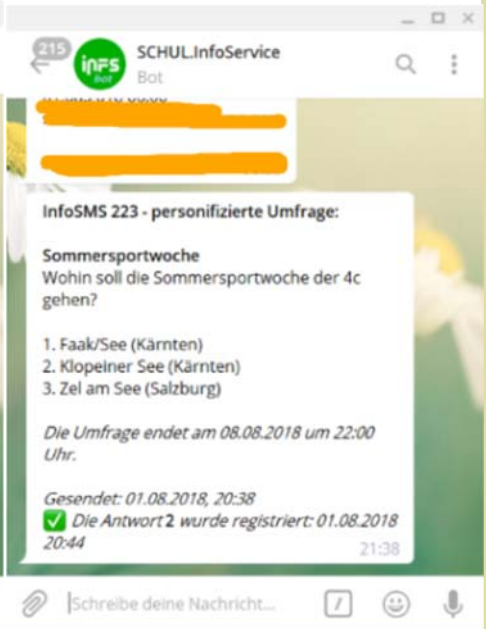 215
infs
bot
SCHUL.InfoService
Bot
InfoSMS 223 - personifizierte Umfrage:
Sommersportwoche
Wohin soll die Sommersportwoche der 4c
gehen?
1. Faak/See (Kärnten)
2. Klopeiner See (Kärnten)
3. Zel am See (Salzburg)
Die Umfrage endet am 08.08.2018 um 22:00
Uhr.
Gesendet: 01.08.2018, 20:38
✅ Die Antwort 2 wurde registriert: 01.08.2018
20:44
21:38
Schreibe deine Nachricht...